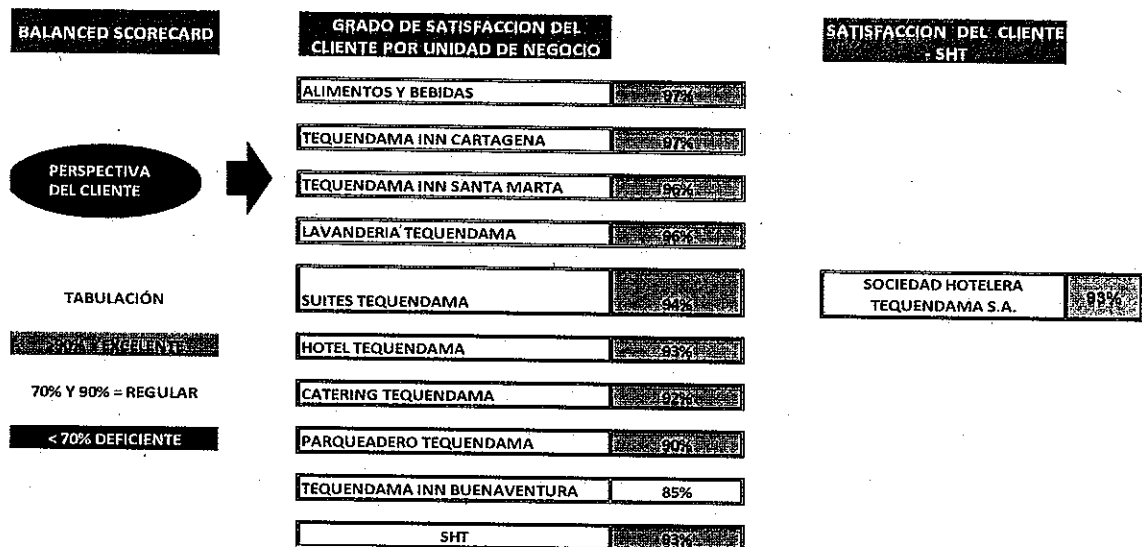 BALANCED SCORECARD
GRADO DE SATISFACCION DEL
CLIENTE POR UNIDAD DE NEGOCIO
SATISFACCION DEL CLIENTE
- SHT
ALIMENTOS Y BEBIDAS 97%
TEQUENDAMA INN CARTAGENA 97%
PERSPECTIVA
DEL CLIENTE
TEQUENDAMA INN SANTA MARTA 96%
LAVANDERIA TEQUENDAMA 96%
TABULACIÓN
SUITES TEQUENDAMA 94%
SOCIEDAD HOTELERA
TEQUENDAMA S.A. 93%
EXCELENTE
HOTEL TEQUENDAMA 93%
70% Y 90% = REGULAR
CATERING TEQUENDAMA 92%
< 70% DEFICIENTE
PARQUEADERO TEQUENDAMA 90%
TEQUENDAMA INN BUENAVENTURA 85%
SHT 93%